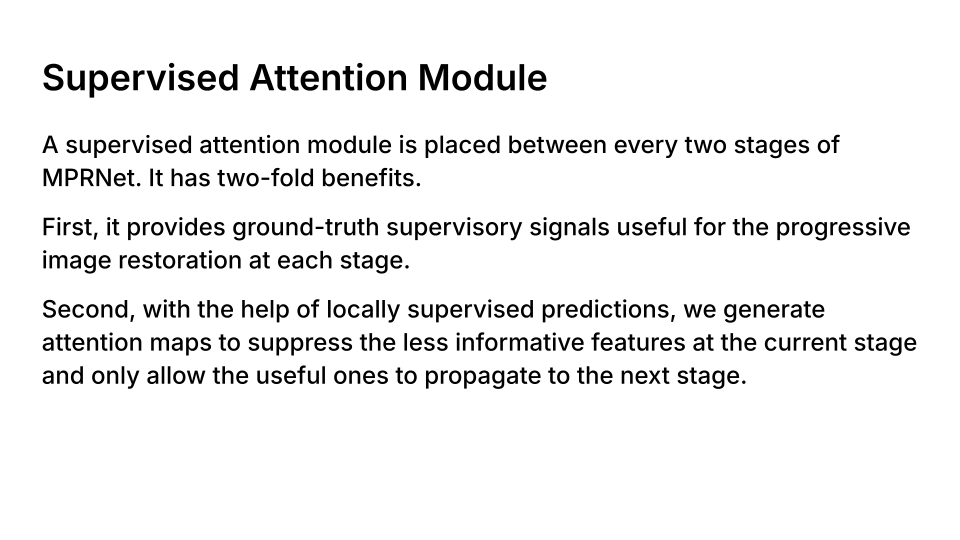 Supervised Attention Module
A supervised attention module is placed between every two stages of
MPRNet. It has two-fold benefits.
First, it provides ground-truth supervisory signals useful for the progressive
image restoration at each stage.
Second, with the help of locally supervised predictions, we generate
attention maps to suppress the less informative features at the current stage
and only allow the useful ones to propagate to the next stage.